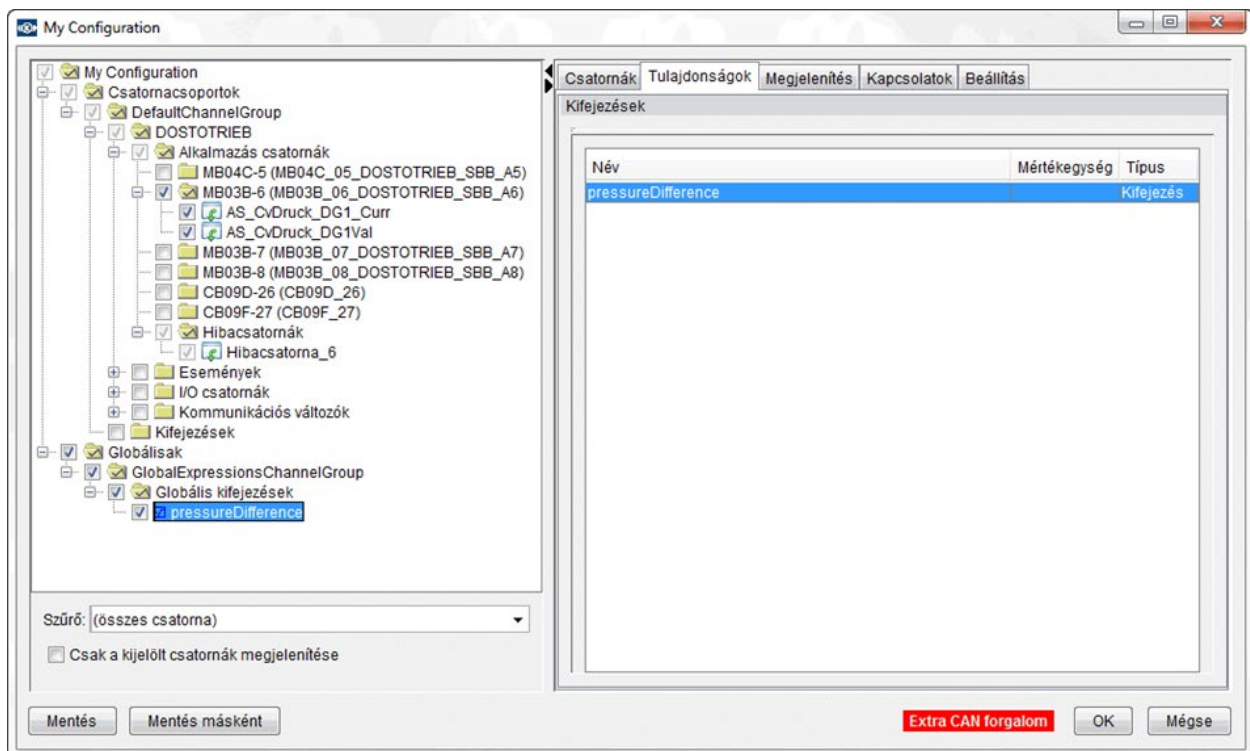 My Configuration
My Configuration
Csatornacsoportok
DefaultChannelGroup
DOSTOTRIEB
Alkalmazás csatornák
MB04C-5 (MB04C_05_DOSTOTRIEB_SBB_A5)
MB03B-6 (MB03B_06_DOSTOTRIEB_SBB_A6)
AS_CvDruck_DG1_Curr
AS_CvDruck_DG1Val
MB03B-7 (MB03B_07_DOSTOTRIEB_SBB_A7)
MB03B-8 (MB03B_08_DOSTOTRIEB_SBB_A8)
CB09D-26 (CB09D_26)
CB09F-27 (CB09F_27)
Hibacsatornák
Hibacsatorna_6
Események
I/O csatornák
Kommunikációs változók
Kifejezések
Globálisak
GlobalExpressionsChannelGroup
Globális kifejezések
pressureDifference
Szűrő: (összes csatorna)
Csak a kijelölt csatornák megjelenítése
Csatornák Tulajdonságok Megjelenítés Kapcsolatok Beállítás
Kifejezések
Név Mértékegység Típus
pressureDifference Kifejezés
Mentés Mentés másként Extra CAN forgalom OK Mégse